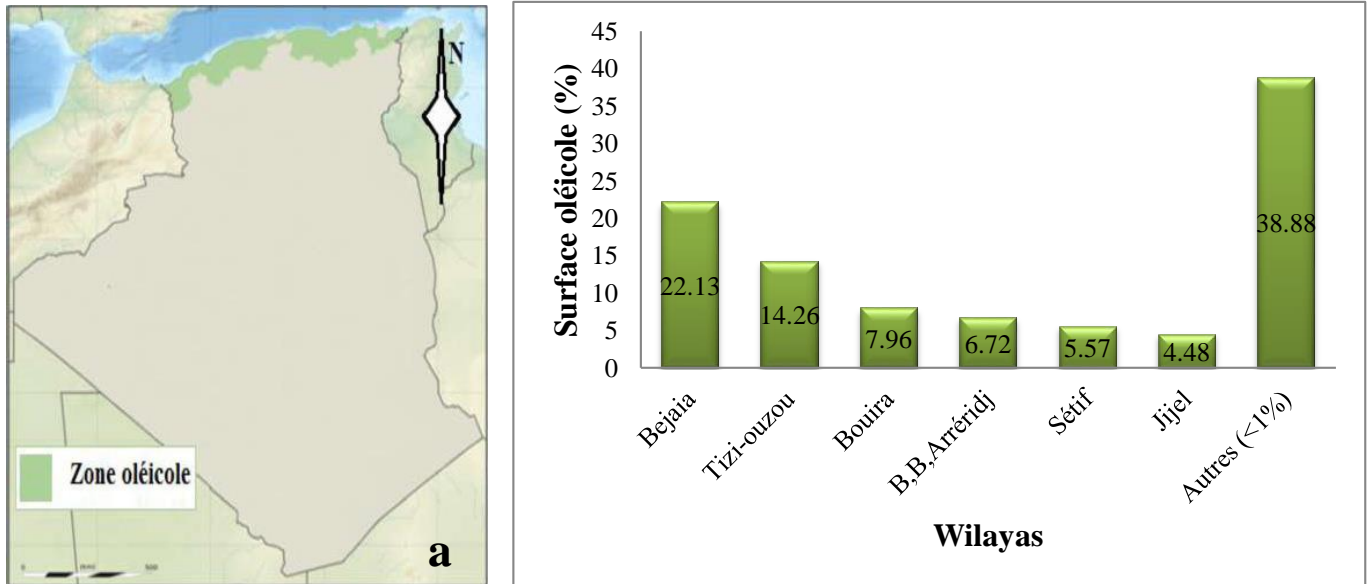 N
Zone oléicole
0
500
a
Surface oléicole (%)
45
40
35
30
25
20
15
10
5
0
22.13
14.26
7.96
6.72
5.57
4.48
38.88
Bejaia
Tizi-ouzou
Bouira
B,B,Arréridj
Sétif
Jijel
Autres (<1%)
Wilayas